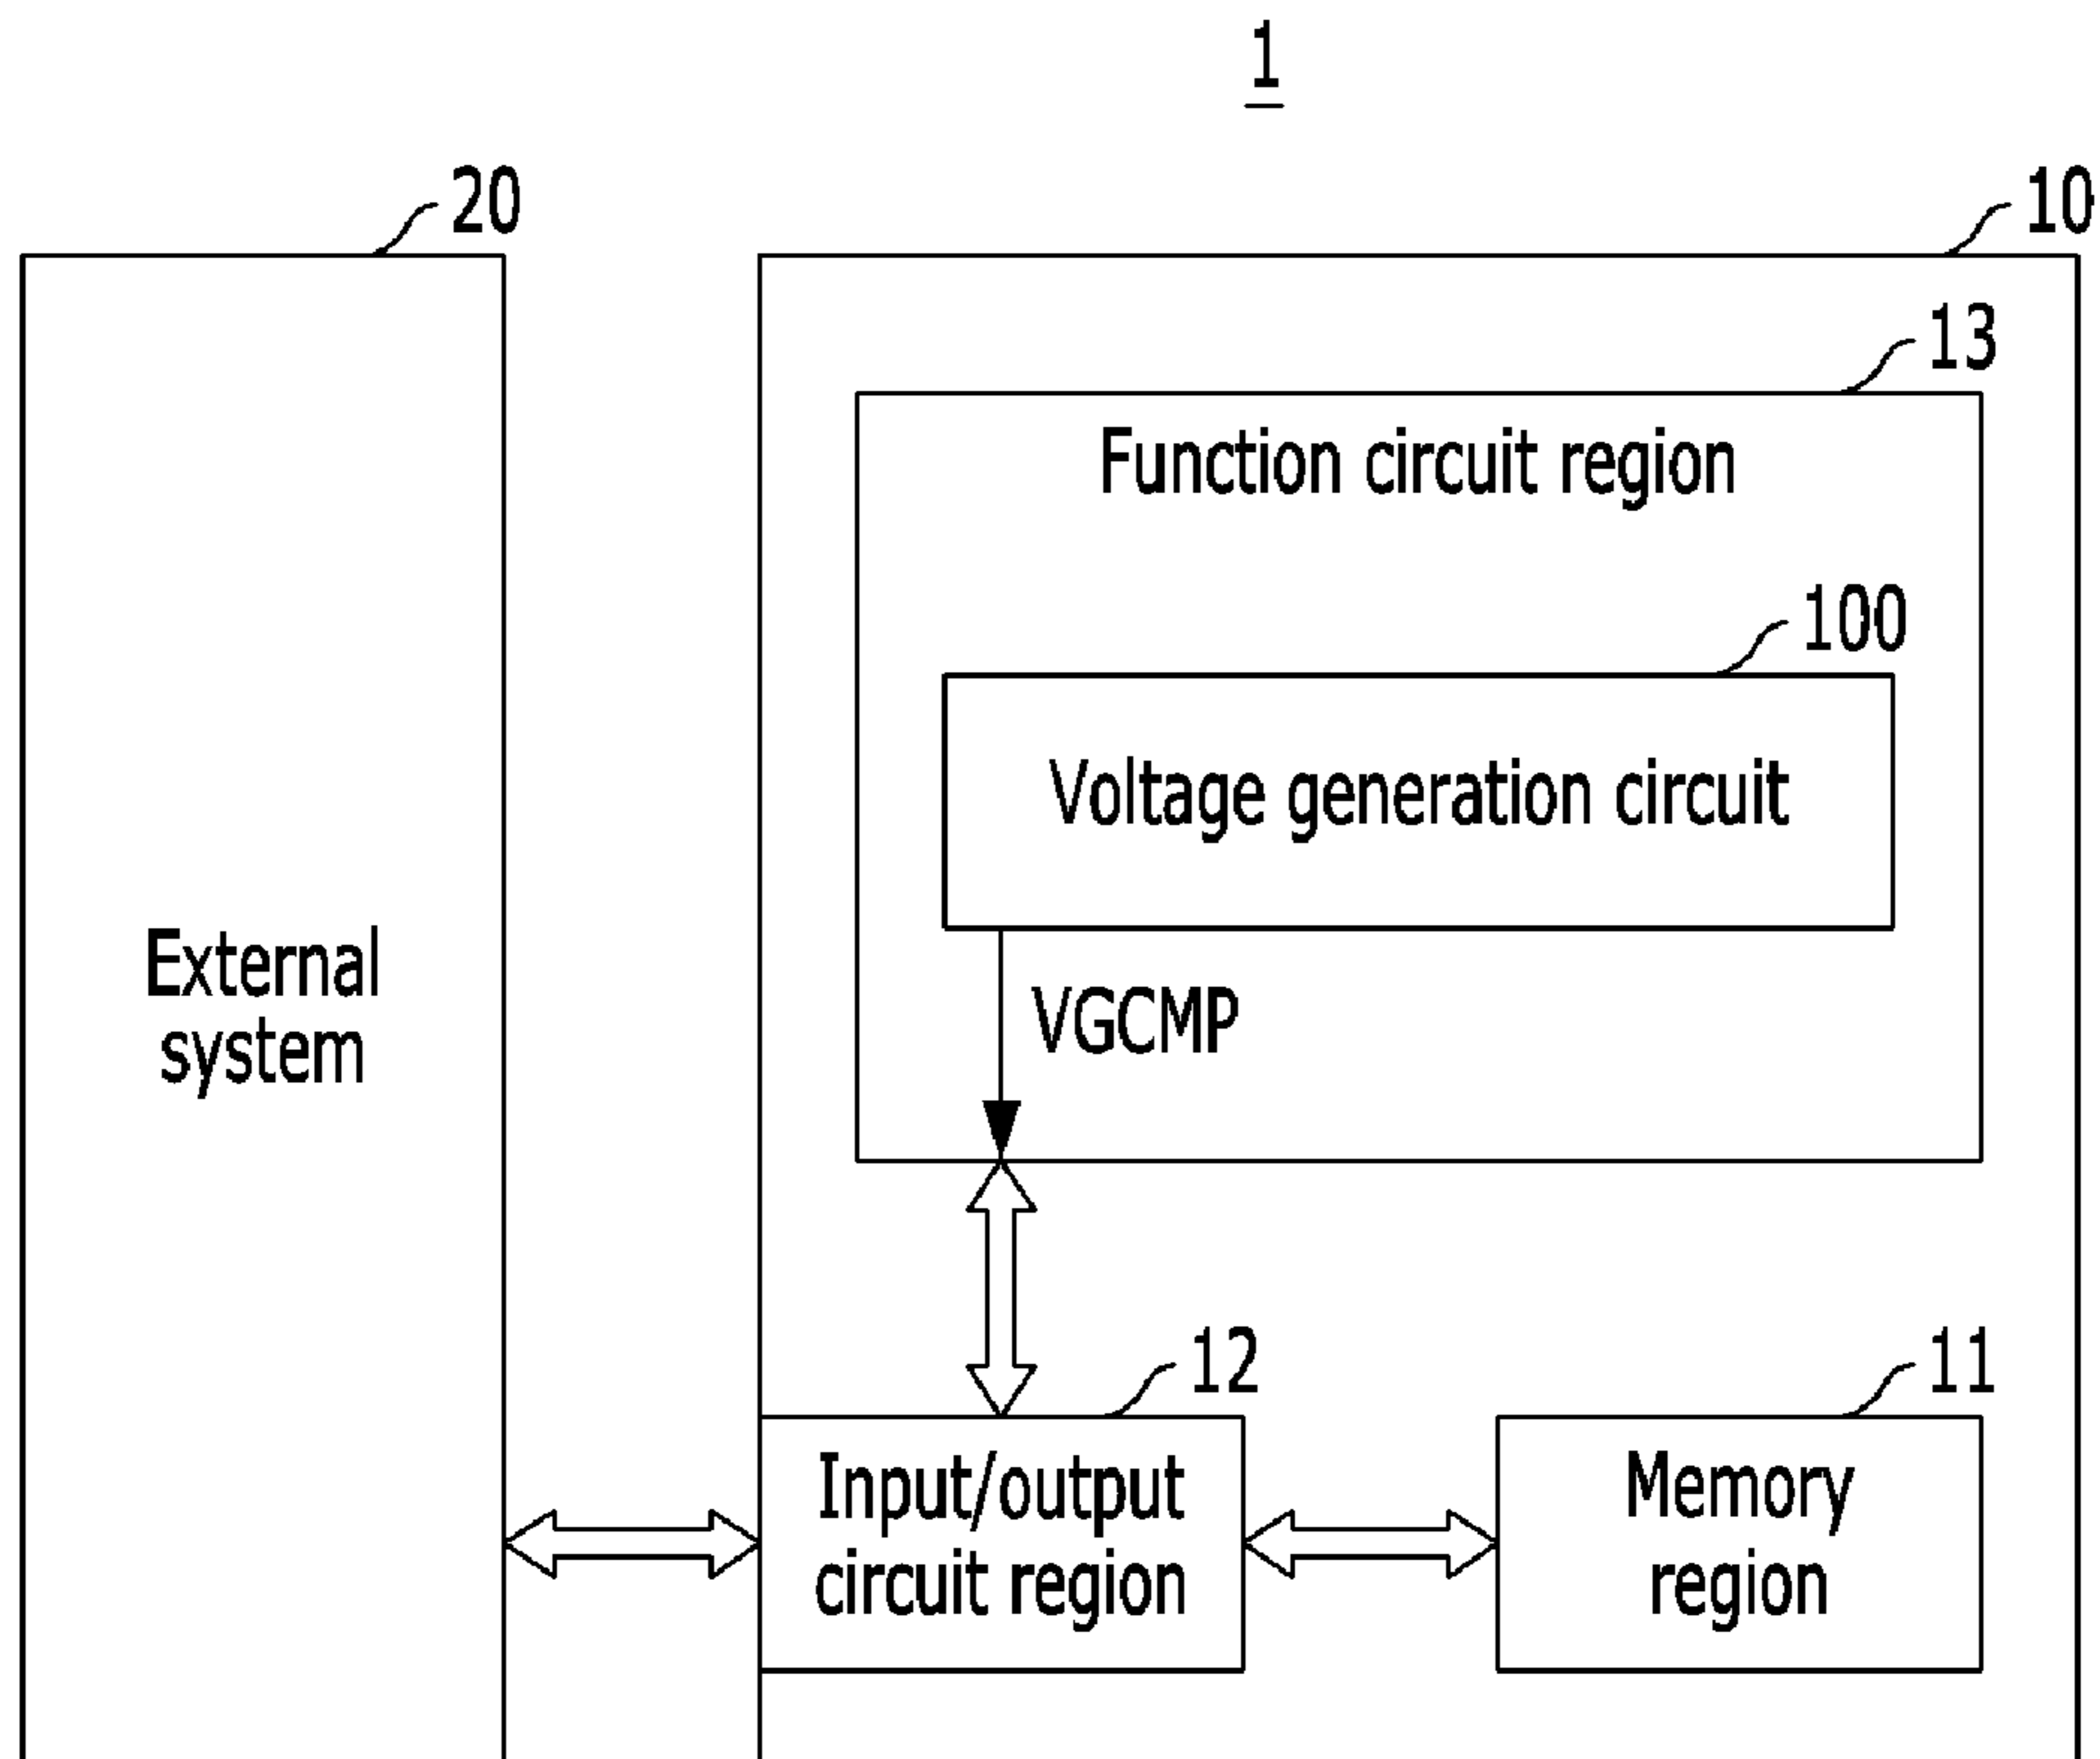 1
20
10
13
Function circuit region
100
Voltage generation circuit
External
system
VGCMP
12
11
Input/output
circuit region
Memory
region